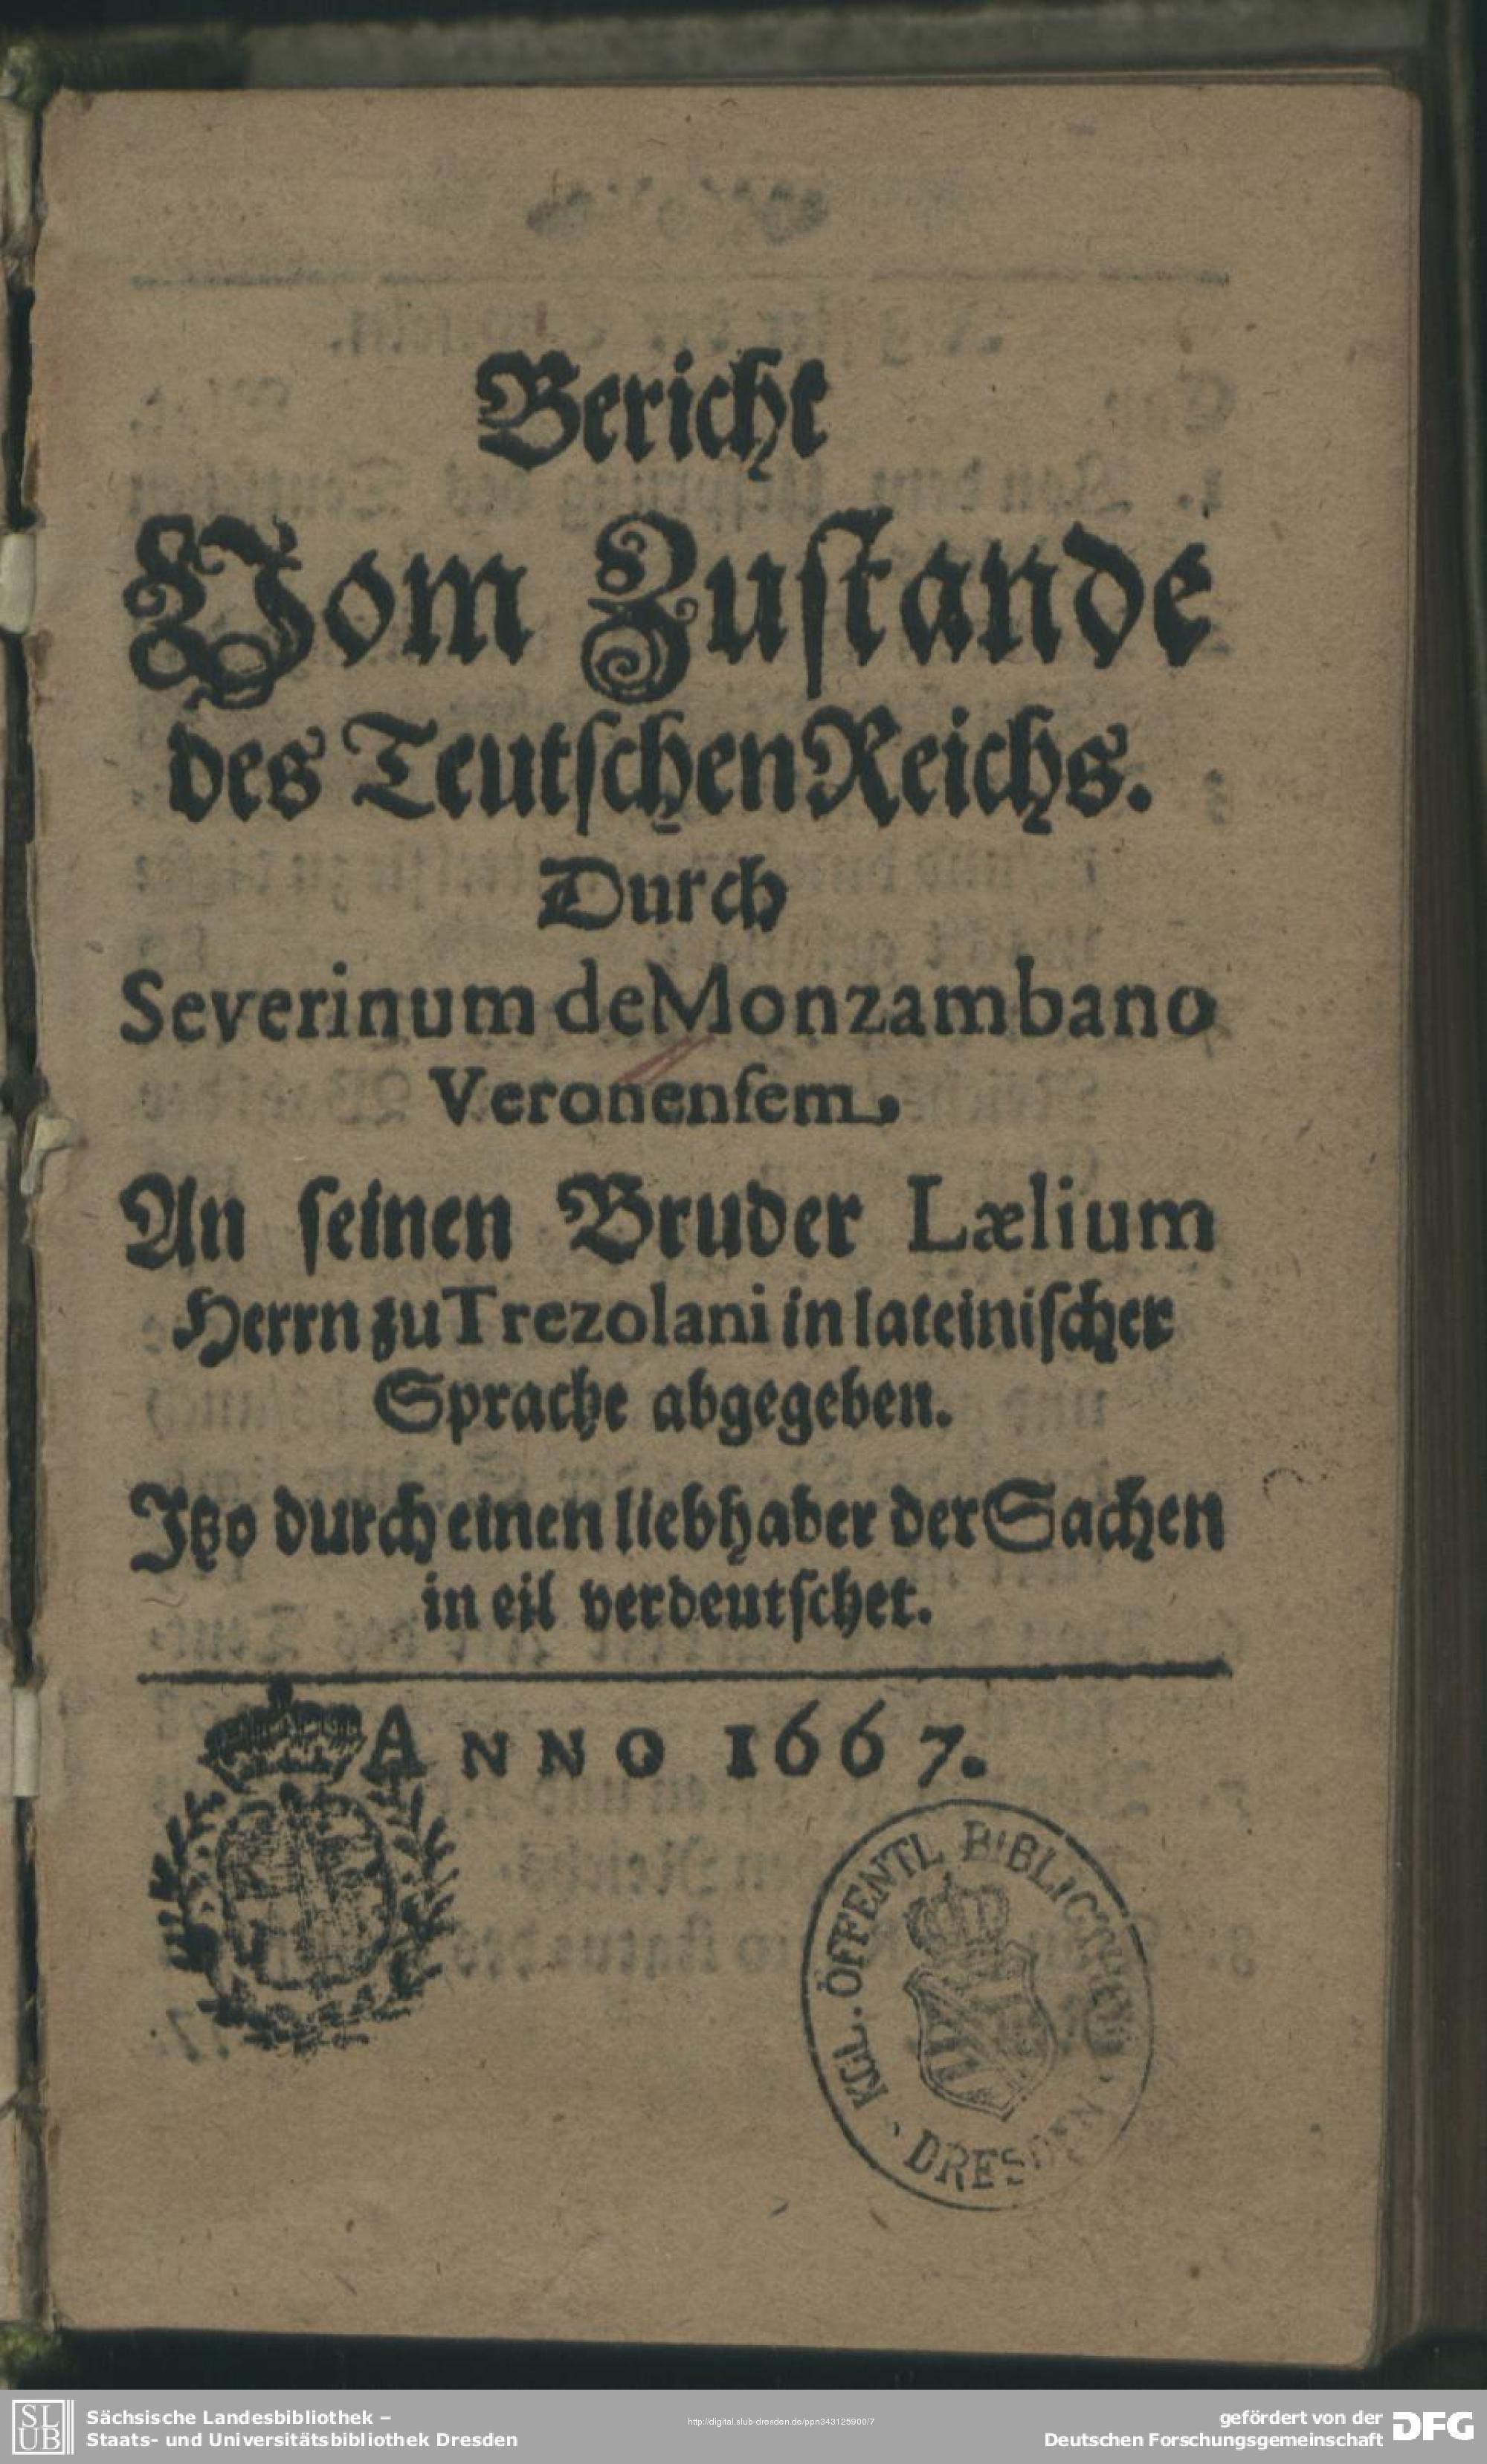 Bericht
Vom Zustande
des Teutschen Reichs.
Durch
Severinum de Monzambano
Veronensem,
An seinen Bruder Lælium
Herrn zu Trezolani in lateinischer
Sprache abgegeben.
Itzo durch einen liebhaber der Sachen
in eil verdeutschet.
ANNO 1667.
KGL. ÖFFENTL BIBLIOTHEK
DRESDEN
SLUB
Sächsische Landesbibliothek –
Staats- und Universitätsbibliothek Dresden
http://digital.slub-dresden.de/ppn343125900/7
gefördert von der
Deutschen Forschungsgemeinschaft
DFG